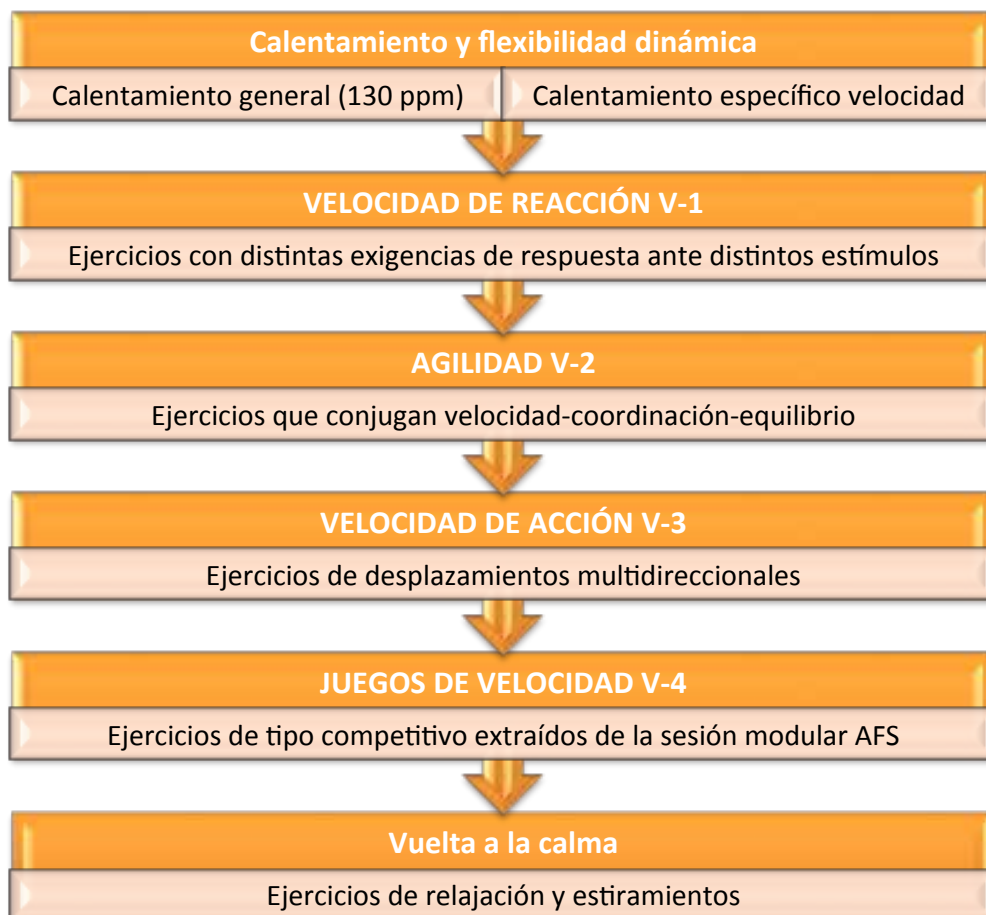 Calentamiento y flexibilidad dinámica
Calentamiento general (130 ppm)
Calentamiento específico velocidad
VELOCIDAD DE REACCIÓN V-1
Ejercicios con distintas exigencias de respuesta ante distintos estímulos
AGILIDAD V-2
Ejercicios que conjugan velocidad-coordinación-equilibrio
VELOCIDAD DE ACCIÓN V-3
Ejercicios de desplazamientos multidireccionales
JUEGOS DE VELOCIDAD V-4
Ejercicios de tipo competitivo extraídos de la sesión modular AFS
Vuelta a la calma
Ejercicios de relajación y estiramientos